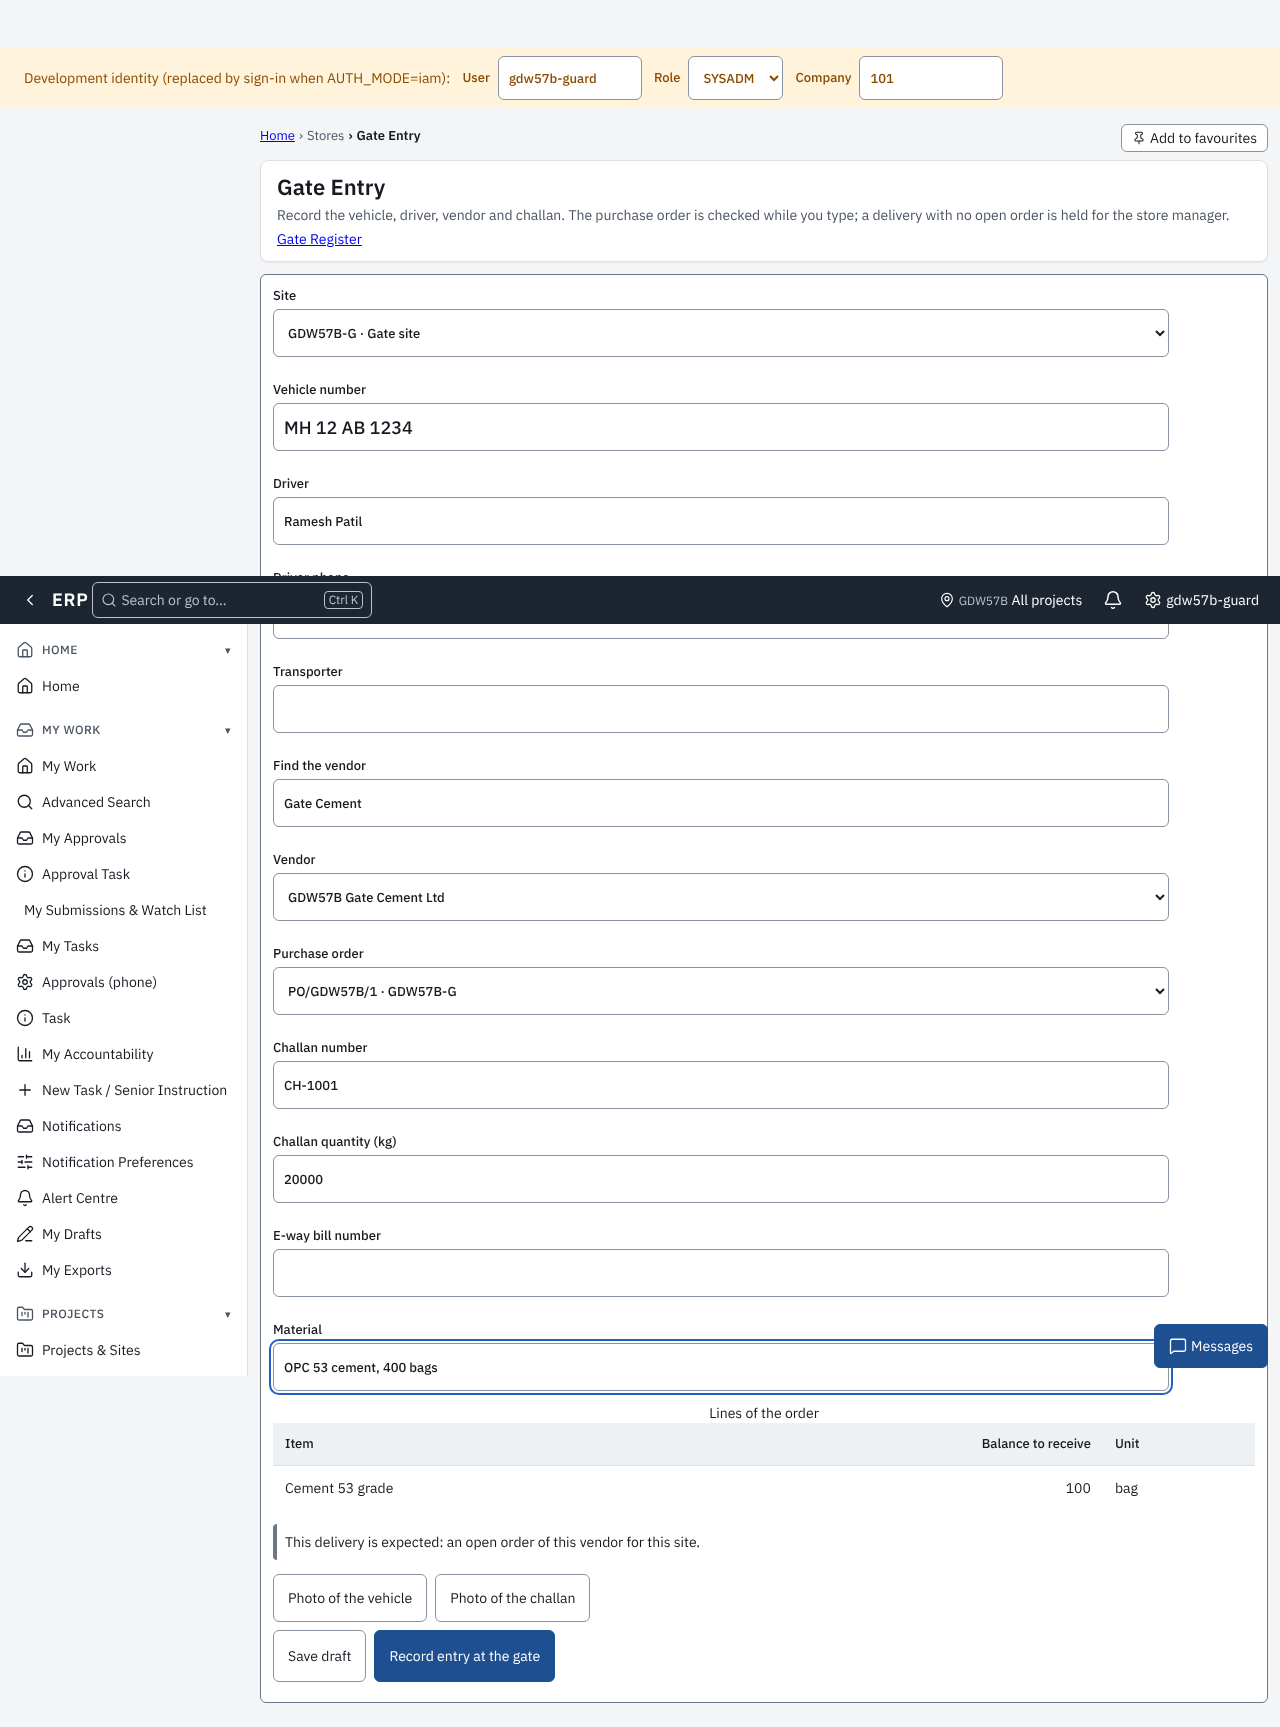 Development identity (replaced by sign-in when AUTH_MODE=iam): User gdw57b-guard Role SYSADM Company 101
Home › Stores › Gate Entry
Add to favourites
Gate Entry
Record the vehicle, driver, vendor and challan. The purchase order is checked while you type; a delivery with no open order is held for the store manager.
Gate Register
Site
GDW57B-G · Gate site
Vehicle number
MH 12 AB 1234
Driver
Ramesh Patil
ERP Search or go to... Ctrl K GDW57B All projects gdw57b-guard
HOME
Home
MY WORK
My Work
Advanced Search
My Approvals
Approval Task
My Submissions & Watch List
My Tasks
Approvals (phone)
Task
My Accountability
New Task / Senior Instruction
Notifications
Notification Preferences
Alert Centre
My Drafts
My Exports
PROJECTS
Projects & Sites
Transporter
Find the vendor
Gate Cement
Vendor
GDW57B Gate Cement Ltd
Purchase order
PO/GDW57B/1 · GDW57B-G
Challan number
CH-1001
Challan quantity (kg)
20000
E-way bill number
Material
OPC 53 cement, 400 bags
Messages
Lines of the order
Item Balance to receive Unit
Cement 53 grade 100 bag
This delivery is expected: an open order of this vendor for this site.
Photo of the vehicle Photo of the challan
Save draft Record entry at the gate